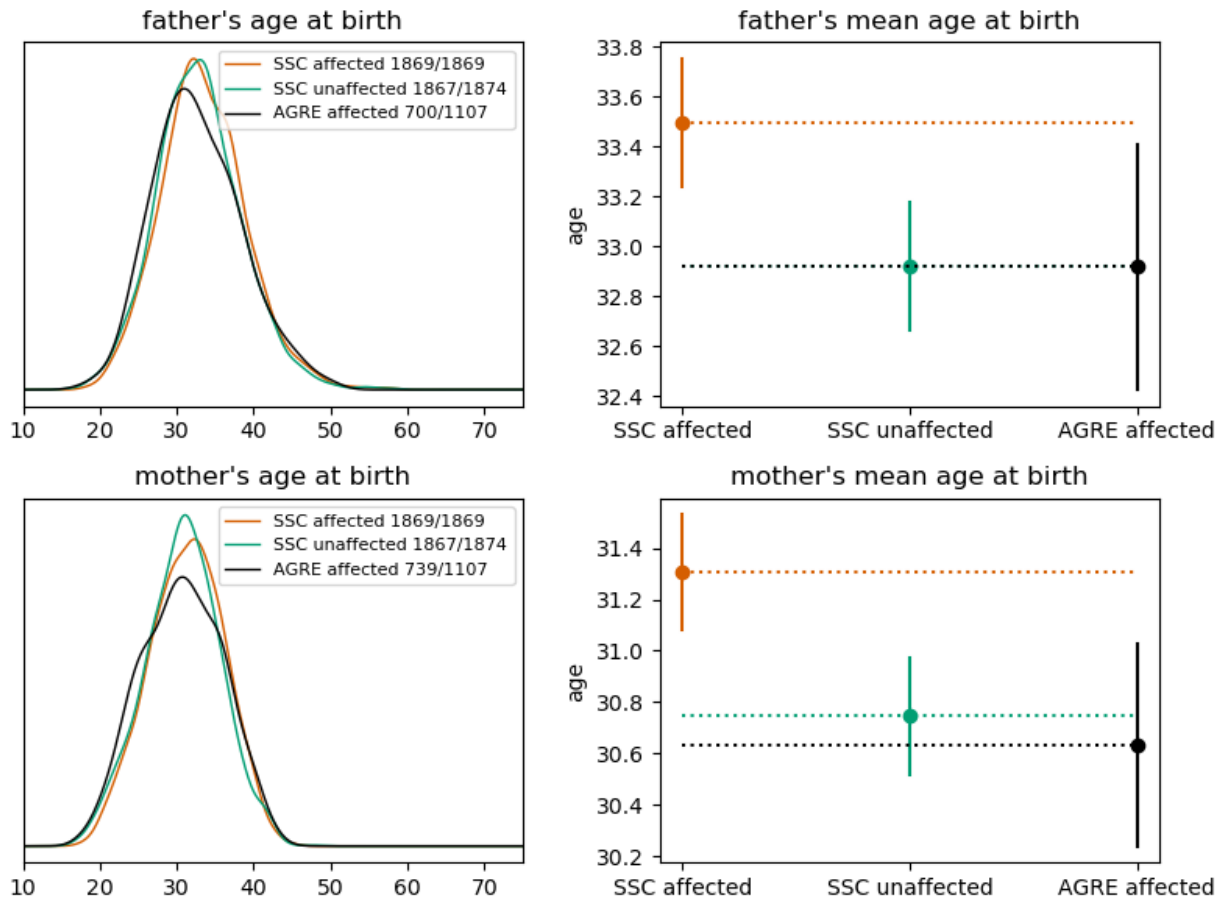 father's age at birth
SSC affected 1869/1869
SSC unaffected 1867/1874
AGRE affected 700/1107
10 20 30 40 50 60 70
father's mean age at birth
33.8
33.6
33.4
33.2
33.0
32.8
32.6
32.4
age
SSC affected SSC unaffected AGRE affected
mother's age at birth
SSC affected 1869/1869
SSC unaffected 1867/1874
AGRE affected 739/1107
10 20 30 40 50 60 70
mother's mean age at birth
31.4
31.2
31.0
30.8
30.6
30.4
30.2
age
SSC affected SSC unaffected AGRE affected